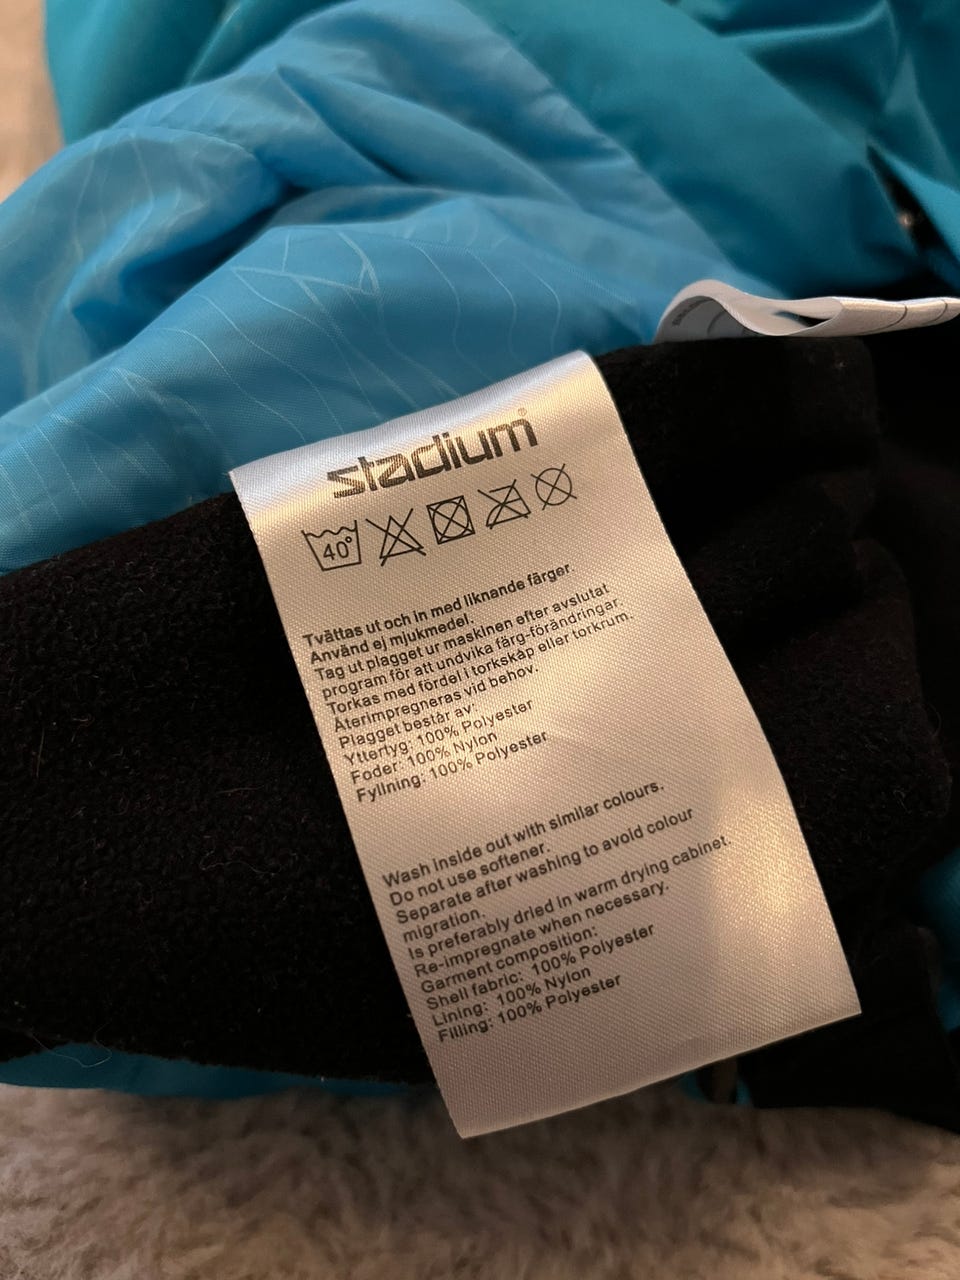 stadium®
40°
Tvättas ut och in med liknande färger.
Använd ej mjukmedel.
Tag ut plagget ur maskinen efter avslutat
program för att undvika färg-förändringar.
Torkas med fördel i torkskåp eller torkrum.
Återimpregneras vid behov.
Plagget består av:
Yttertyg: 100% Polyester
Foder: 100% Nylon
Fyllning: 100% Polyester
Wash inside out with similar colours.
Do not use softener.
Separate after washing to avoid colour
migration.
Is preferably dried in warm drying cabinet.
Re-impregnate when necessary.
Garment composition:
Shell fabric: 100% Polyester
Lining: 100% Nylon
Filling: 100% Polyester